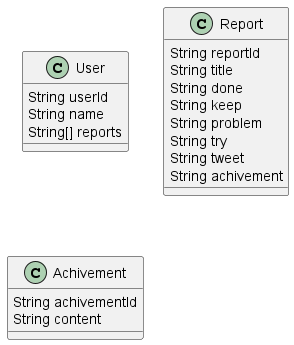 C User
String userId
String name
String[] reports
C Report
String reportId
String title
String done
String keep
String problem
String try
String tweet
String achivement
C Achivement
String achivementId
String content